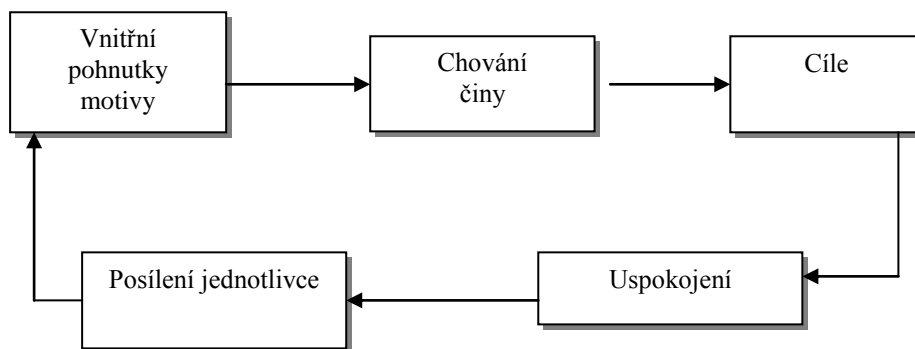 Vnitřní
pohnutky
motivy
Chování
činy
Cíle
Posílení jednotlivce
Uspokojení